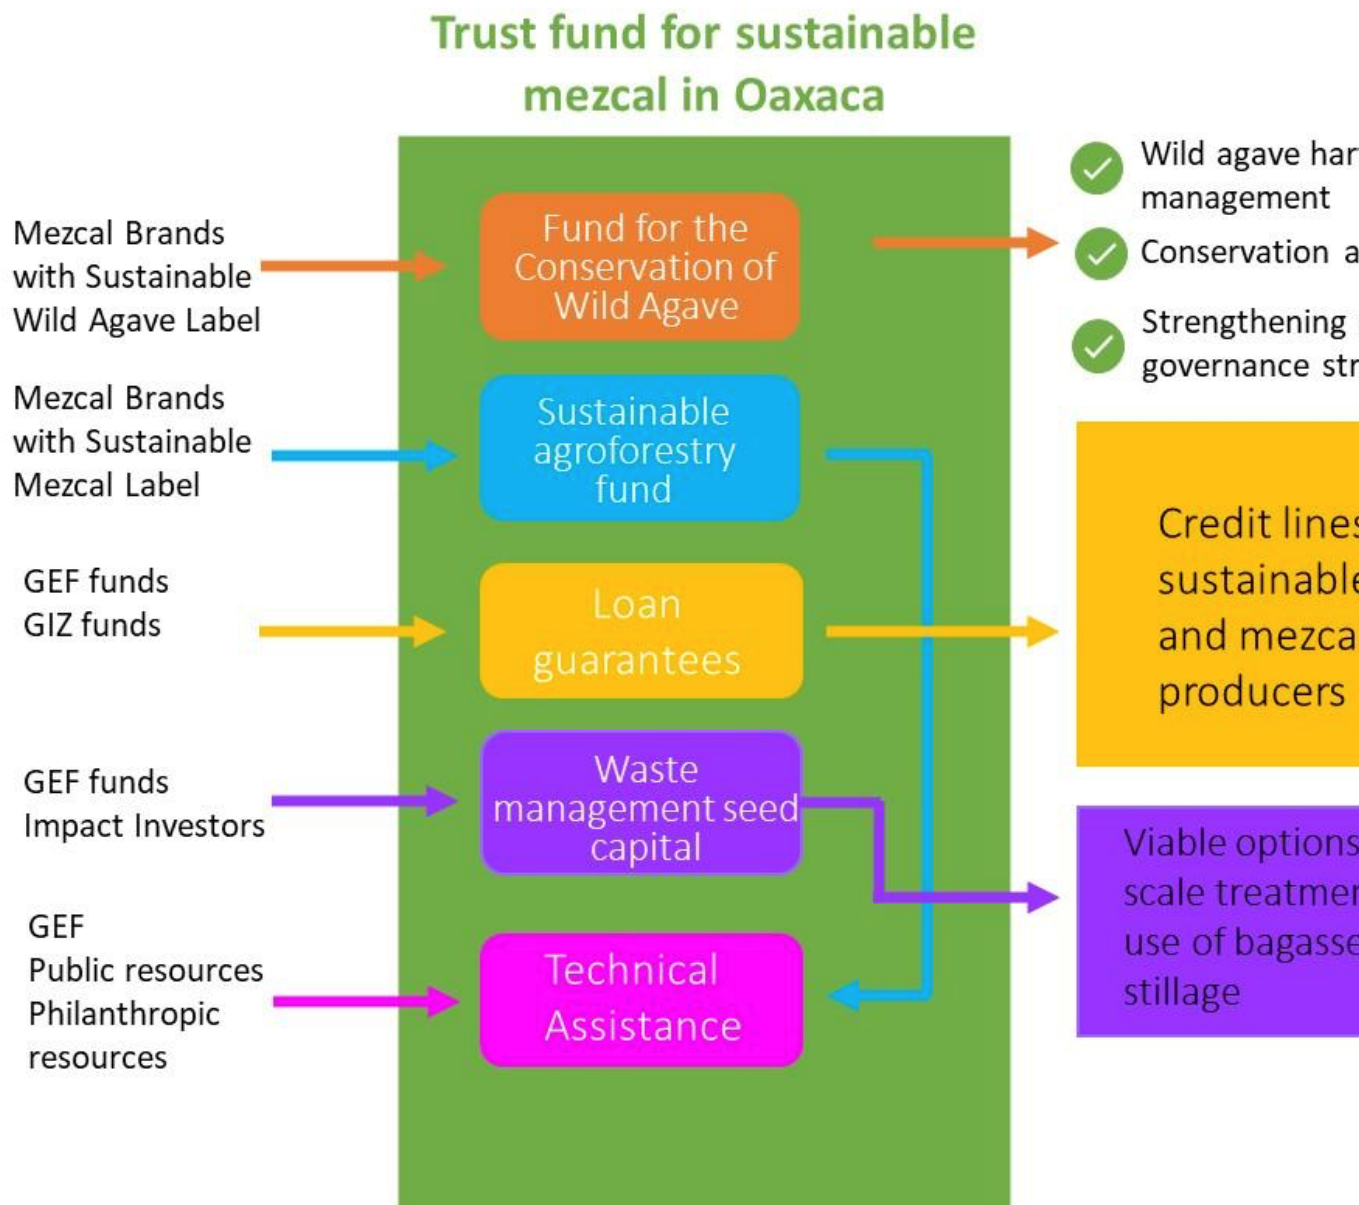 Trust fund for sustainable
mezcal in Oaxaca
Mezcal Brands
with Sustainable
Wild Agave Label
Mezcal Brands
with Sustainable
Mezcal Label
GEF funds
GIZ funds
GEF funds
Impact Investors
GEF
Public resources
Philanthropic
resources
Fund for the
Conservation of
Wild Agave
Sustainable
agroforestry
fund
Loan
guarantees
Waste
management seed
capital
Technical
Assistance
Wild agave
management
Conservation
Strengthening
governance
Credit lines
sustainable
and
producers
Viable options
scale
use of bagasse
stillage